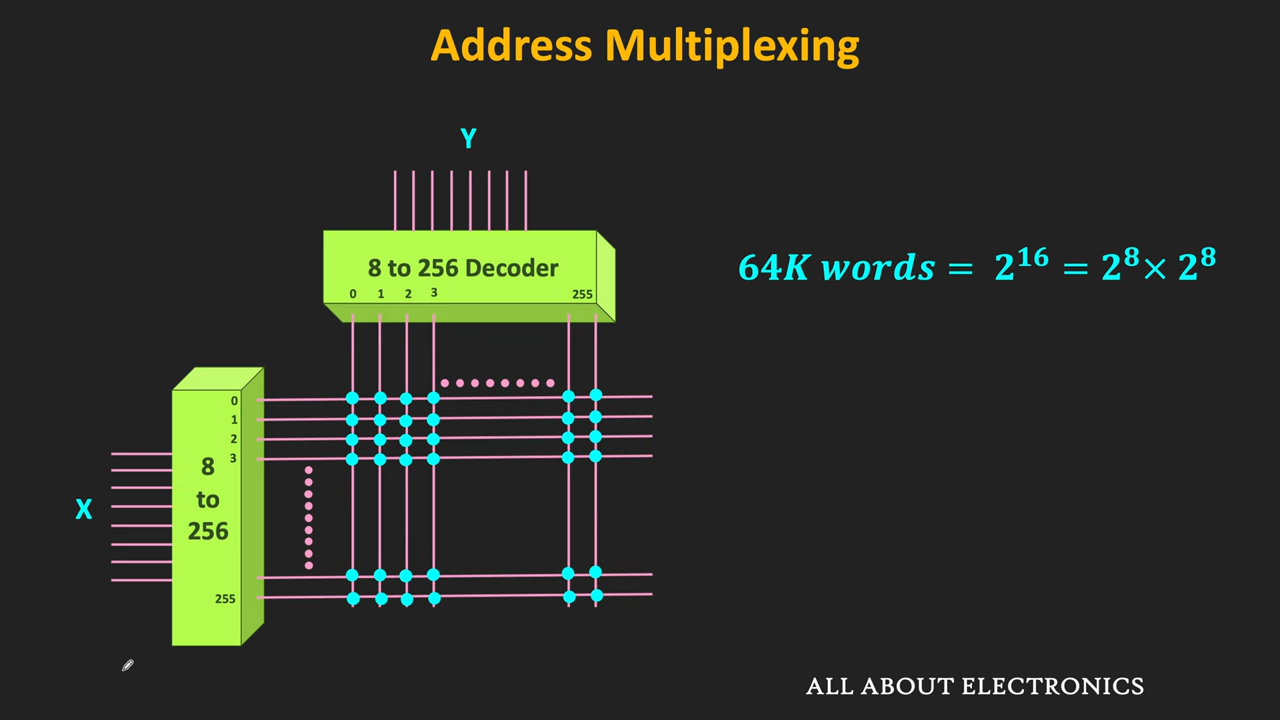 Address Multiplexing
Y
8 to 256 Decoder
0 1 2 3 255
64K words = 2^16 = 2^8 × 2^8
0
1
2
3
8
to
256
X
255
ALL ABOUT ELECTRONICS